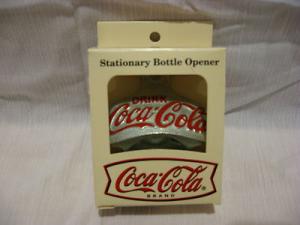 Stationary Bottle Opener
DRINK
Coca-Cola
Coca-Cola®
BRAND